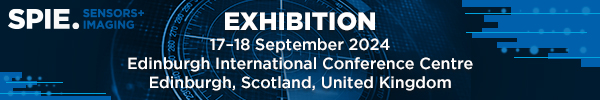 SPIE. SENSORS+
IMAGING
EXHIBITION
17–18 September 2024
Edinburgh International Conference Centre
Edinburgh, Scotland, United Kingdom